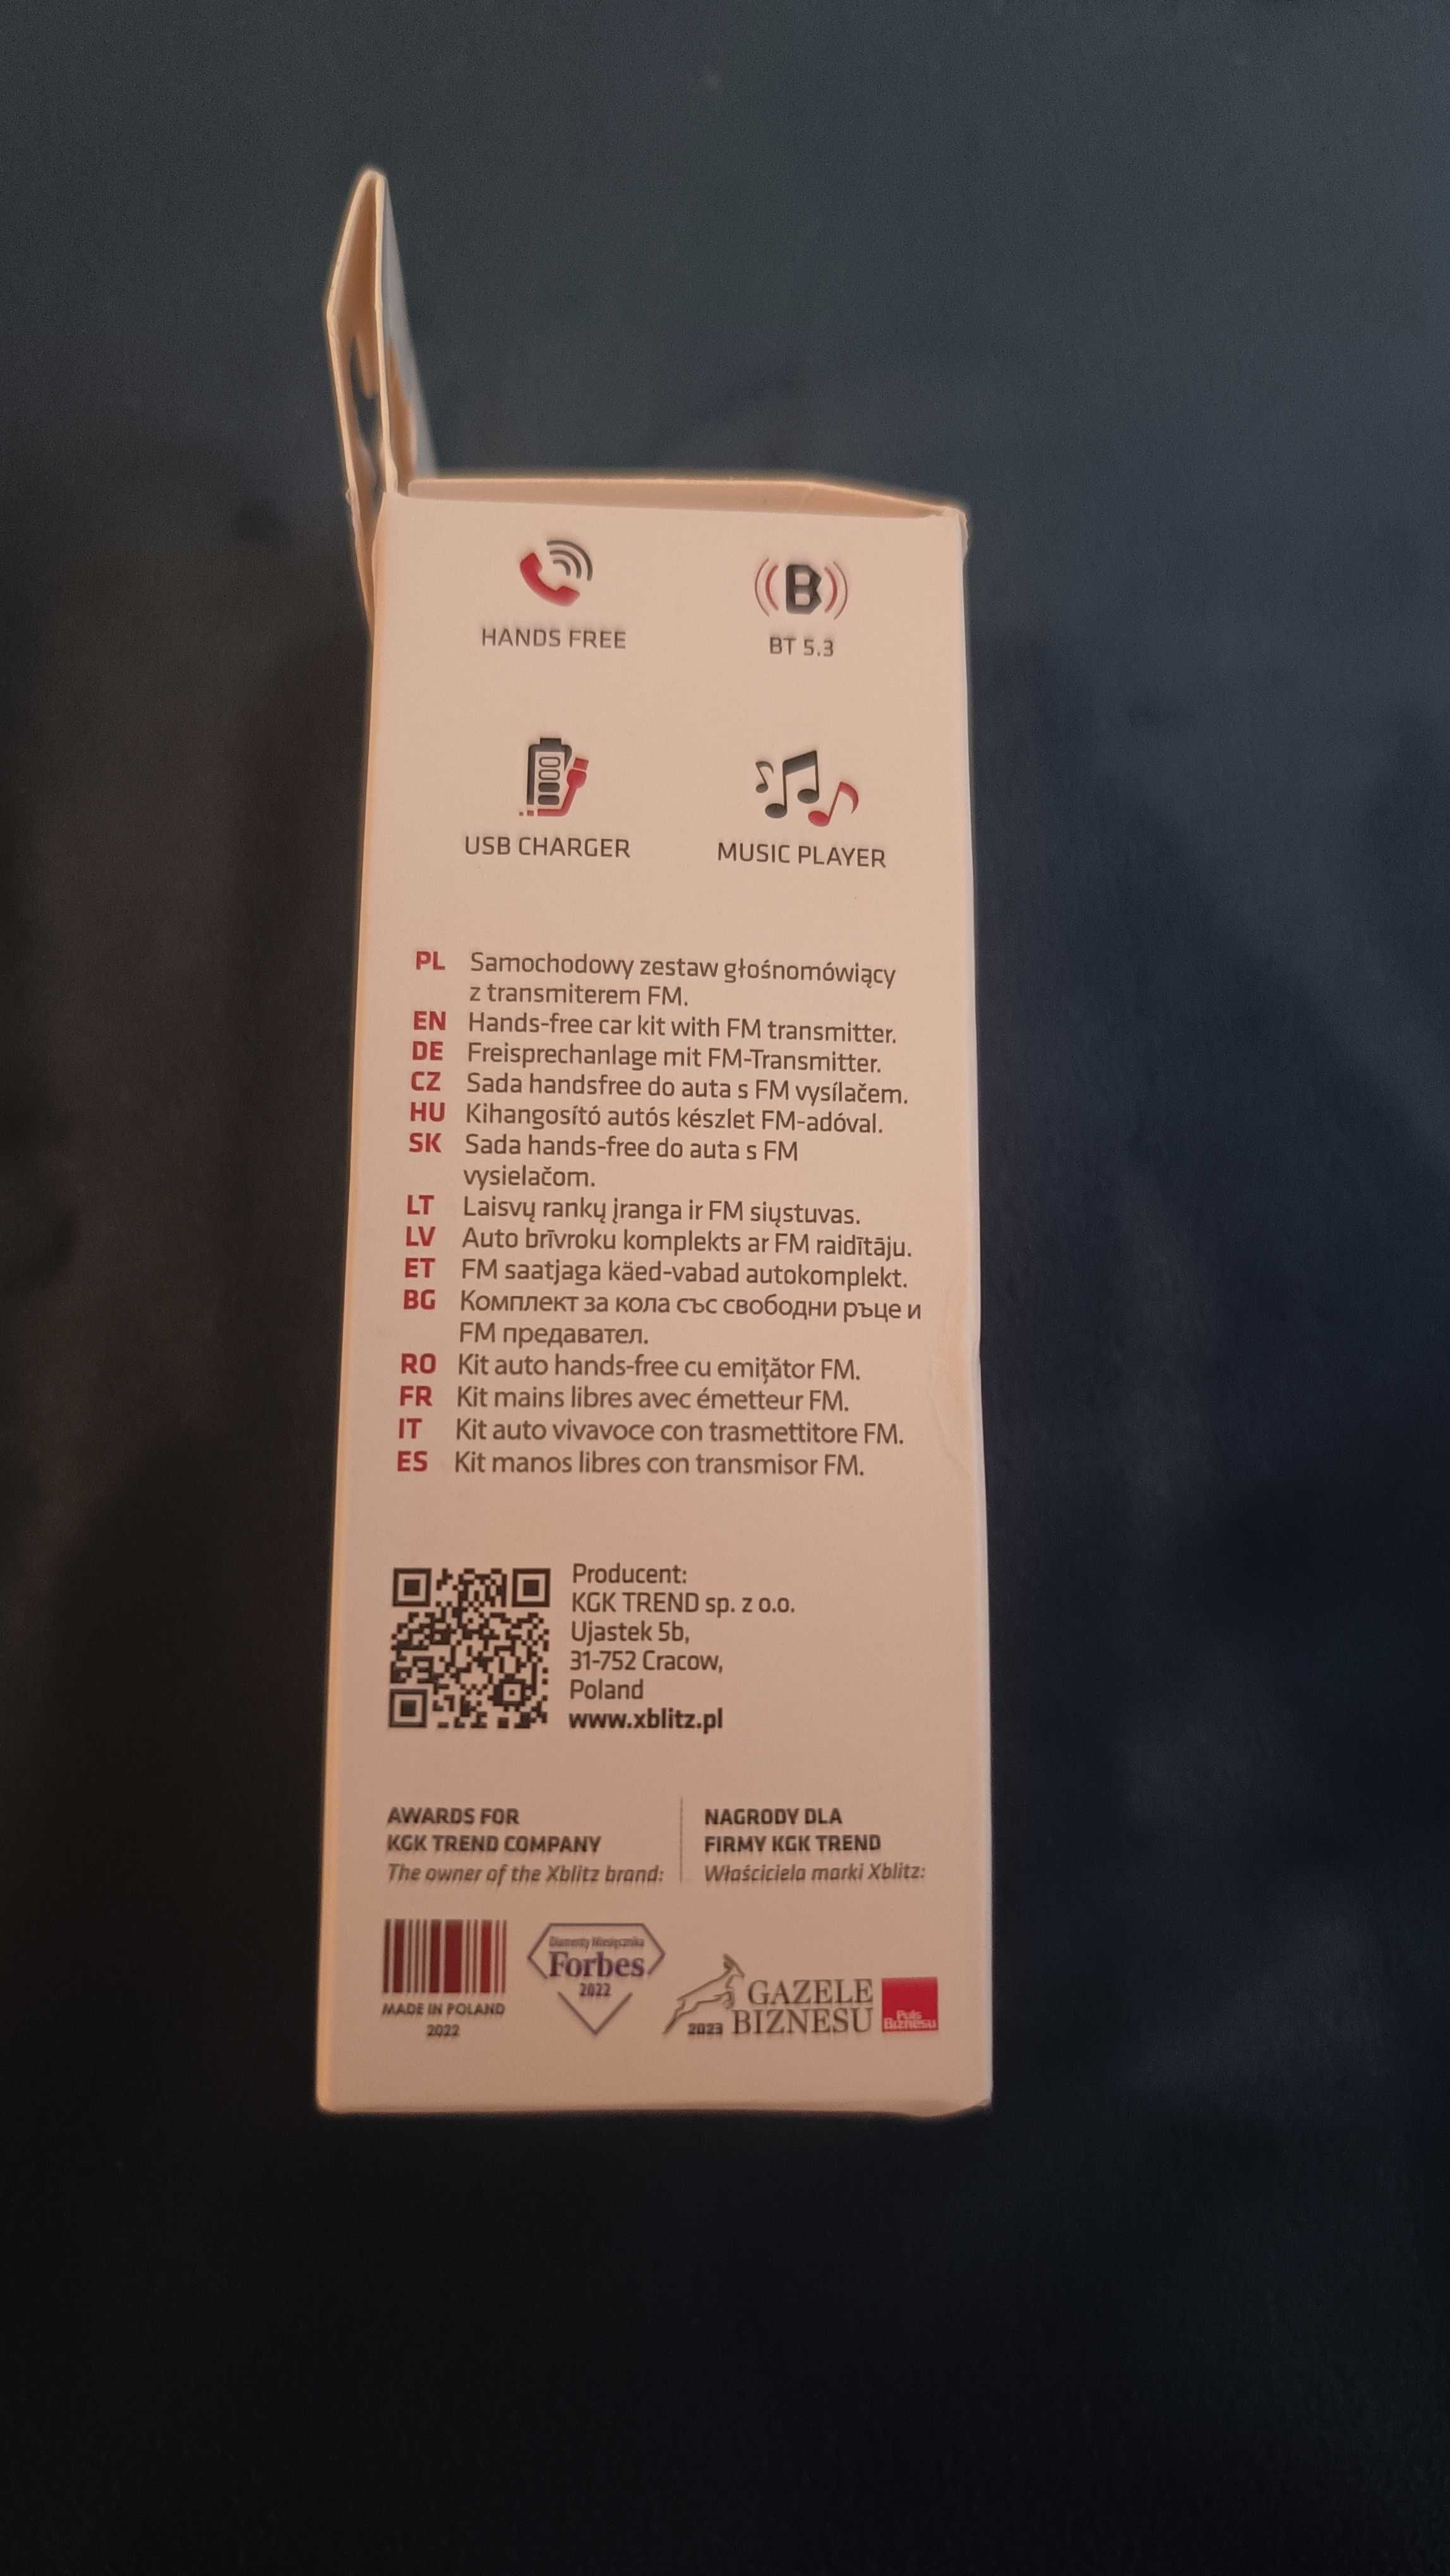 HANDS FREE
BT 5.3
USB CHARGER
MUSIC PLAYER
PL Samochodowy zestaw głośnomówiący
z transmiterem FM.
EN Hands-free car kit with FM transmitter.
DE Freisprechanlage mit FM-Transmitter.
CZ Sada handsfree do auta s FM vysílačem.
HU Kihangosító autós készlet FM-adóval.
SK Sada hands-free do auta s FM
vysielačom.
LT Laisvų rankų įranga ir FM siųstuvas.
LV Auto brīvroku komplekts ar FM raidītāju.
ET FM saatjaga käed-vabad autokomplekt.
BG Комплект за кола със свободни ръце и
FM предавател.
RO Kit auto hands-free cu emițător FM.
FR Kit mains libres avec émetteur FM.
IT Kit auto vivavoce con trasmettitore FM.
ES Kit manos libres con transmisor FM.
Producent:
KGK TREND sp. z o.o.
Ujastek 5b,
31-752 Cracow,
Poland
www.xblitz.pl
AWARDS FOR
KGK TREND COMPANY
The owner of the Xblitz brand:
NAGRODY DLA
FIRMY KGK TREND
Właściciela marki Xblitz:
MADE IN POLAND
2022
Diamenty Miesięcznika
Forbes
2022
2023 GAZELE
BIZNESU
Puls
Biznesu